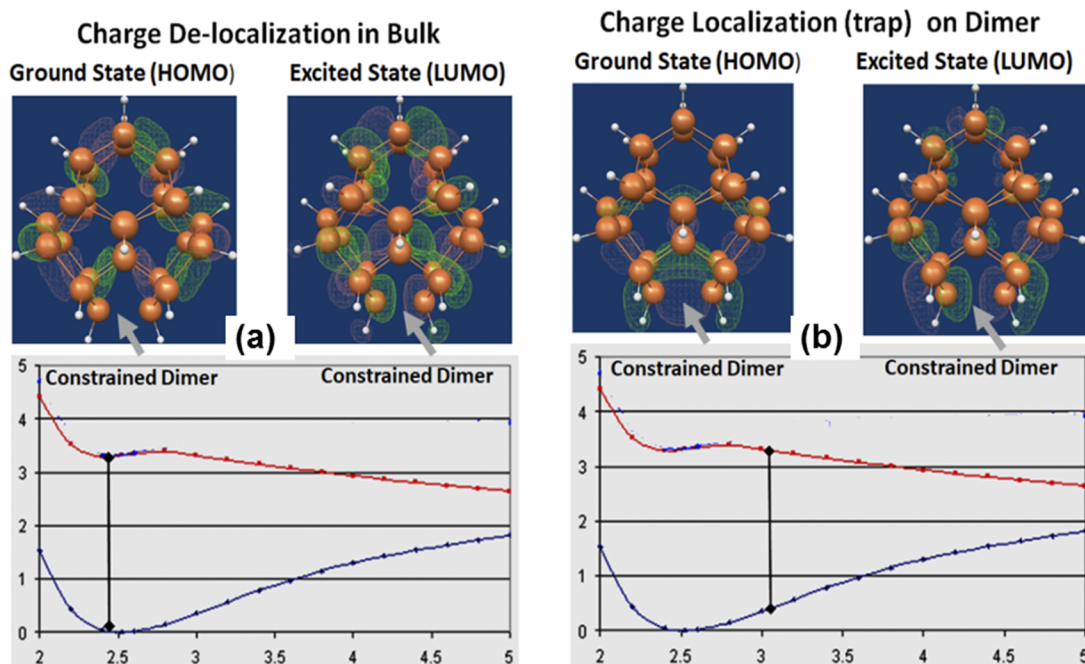 Charge De-localization in Bulk
Ground State (HOMO)
Excited State (LUMO)
(a)
Constrained Dimer
Constrained Dimer
5
4
3
2
1
0
2
2.5
3
3.5
4
4.5
5
Charge Localization (trap) on Dimer
Ground State (HOMO)
Excited State (LUMO)
(b)
Constrained Dimer
Constrained Dimer
5
4
3
2
1
0
2
2.5
3
3.5
4
4.5
5